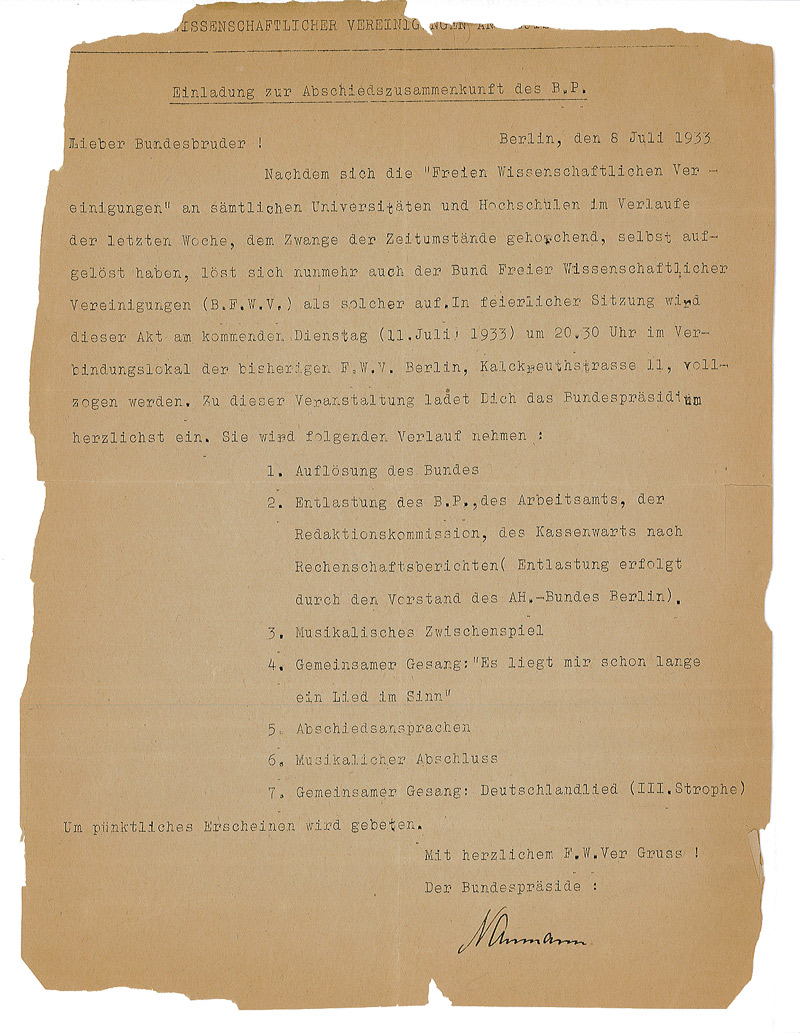 WISSENSCHAFTLICHER VEREINIGUNGEN AN
Einladung zur Abschiedszusammenkunft des B.P.
Lieber Bundesbruder !
Berlin, den 8 Juli 1933
Nachdem sich die "Freien Wissenschaftlichen Ver -
einigungen" an sämtlichen Universitäten und Hochschulen im Verlaufe
der letzten Woche, dem Zwange der Zeitumstände gehorchend, selbst auf-
gelöst haben, löst sich nunmehr auch der Bund Freier Wissenschaftlicher
Vereinigungen (B.F.W.V.) als solcher auf.In feierlicher Sitzung wird
dieser Akt am kommenden Dienstag (11.Juli 1933) um 20.30 Uhr im Ver-
bindungslokal der bisherigen F.W.V. Berlin, Kalckreuthstrasse 11, voll-
zogen werden. Zu dieser Veranstaltung ladet Dich das Bundespräsidium
herzlichst ein. Sie wird folgenden Verlauf nehmen :
1. Auflösung des Bundes
2. Entlastung des B.P.,des Arbeitsamts, der
Redaktionskommission, des Kassenwarts nach
Rechenschaftsberichten( Entlastung erfolgt
durch den Vorstand des AH.-Bundes Berlin).
3. Musikalisches Zwischenspiel
4. Gemeinsamer Gesang:"Es liegt mir schon lange
ein Lied im Sinn"
5. Abschiedsansprachen
6. Musikalicher Abschluss
7. Gemeinsamer Gesang: Deutschlandlied (III.Strophe)
Um pünktliches Erscheinen wird gebeten.
Mit herzlichem F.W.Ver Gruss !
Der Bundespräside :
Naumann